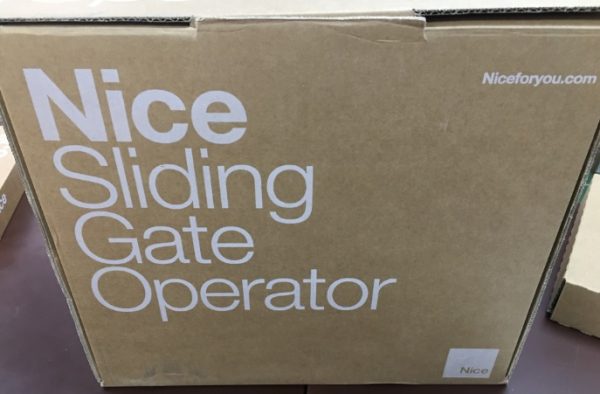 Nice
Sliding
Gate
Operator
Niceforyou.com
Nice